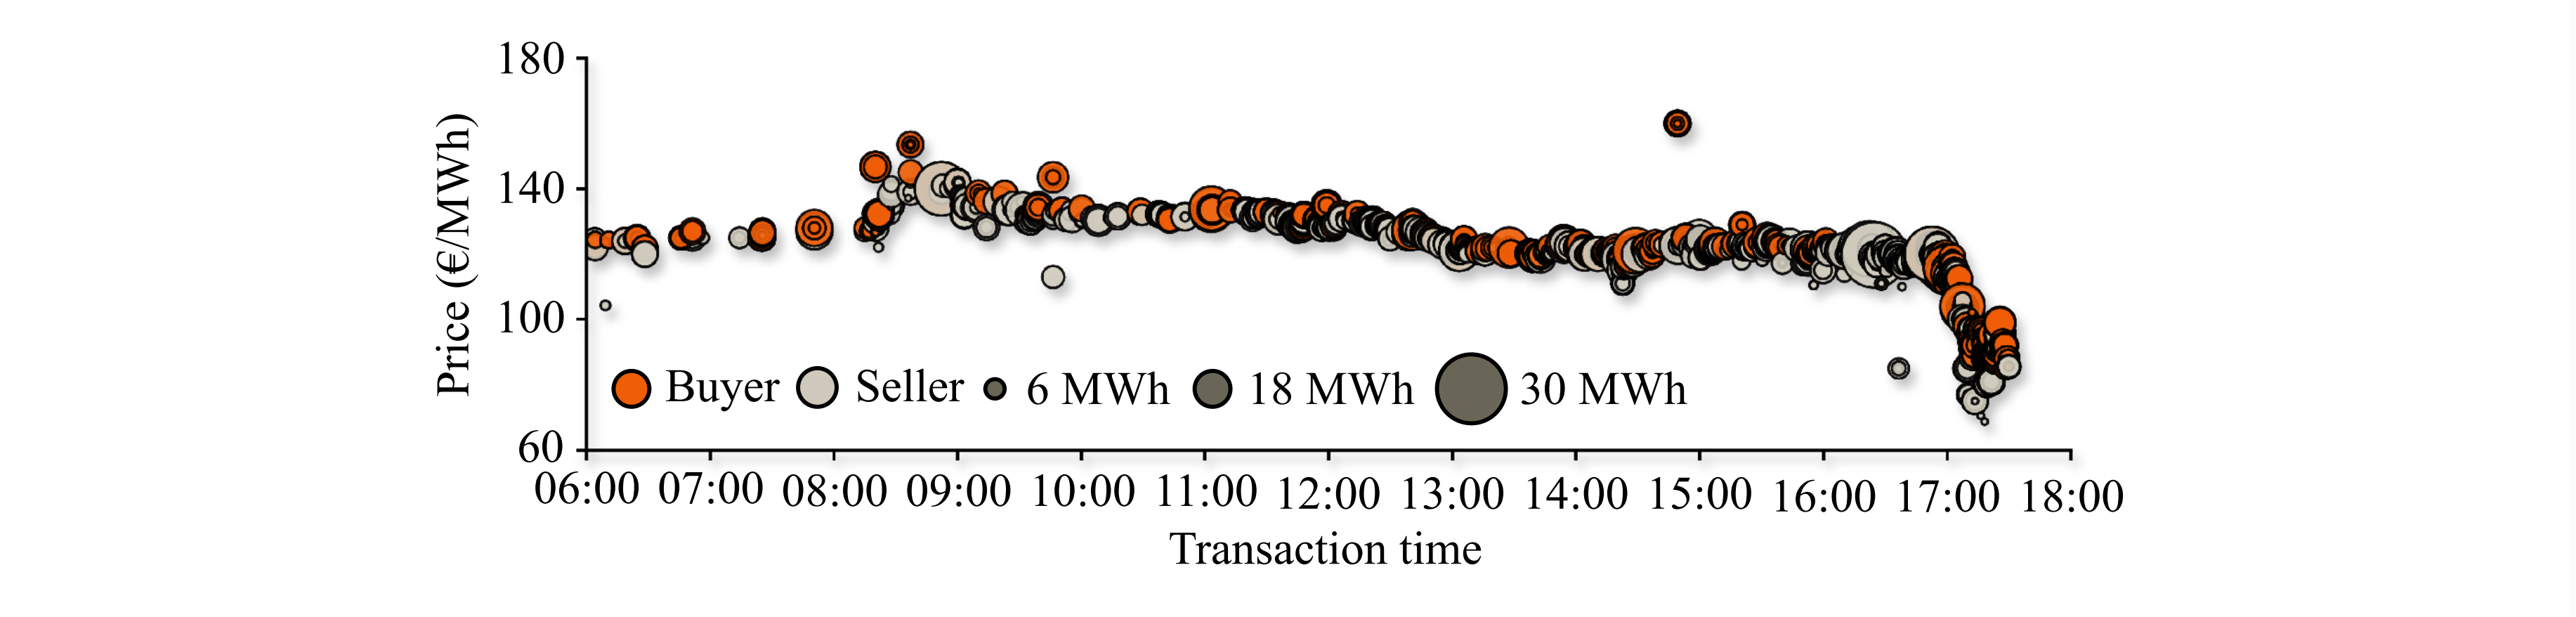 Price (€/MWh)
180
140
100
60
Buyer Seller 6 MWh 18 MWh 30 MWh
06:00 07:00 08:00 09:00 10:00 11:00 12:00 13:00 14:00 15:00 16:00 17:00 18:00
Transaction time